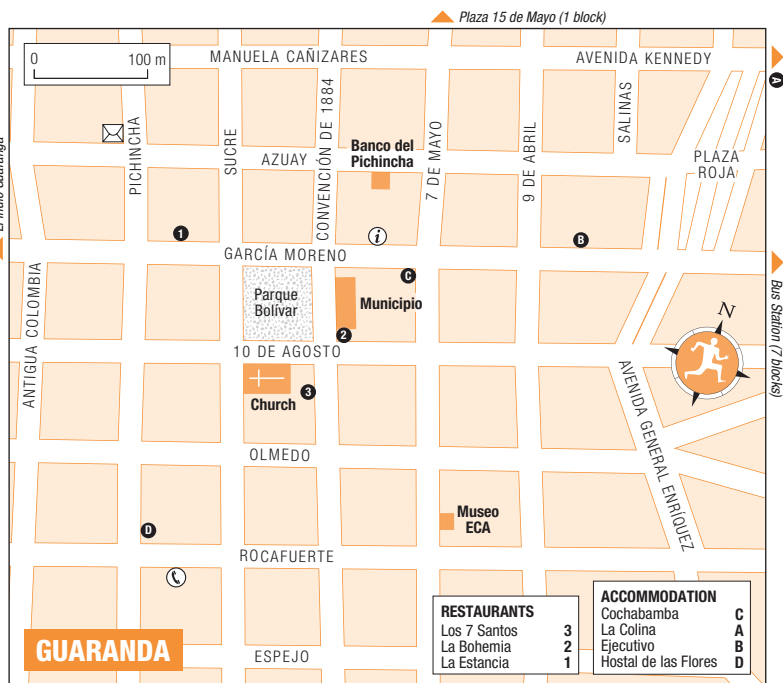 Plaza 15 de Mayo (1 block)
0 100 m
MANUELA CAÑIZARES
AVENIDA KENNEDY
A
PICHINCHA
SUCRE
CONVENCIÓN DE 1884
7 DE MAYO
9 DE ABRIL
SALINAS
PLAZA
ROJA
AZUAY
Banco del
Pichincha
i
1
B
GARCÍA MORENO
C
Parque
Bolívar
Municipio
2
10 DE AGOSTO
N
ANTIGUA COLOMBIA
Bus Station (7 blocks)
Church
3
AVENIDA GENERAL ENRÍQUEZ
OLMEDO
D
Museo
ECA
ROCAFUERTE
ESPEJO
GUARANDA
RESTAURANTS
Los 7 Santos 3
La Bohemia 2
La Estancia 1
ACCOMMODATION
Cochabamba C
La Colina A
Ejecutivo B
Hostal de las Flores D